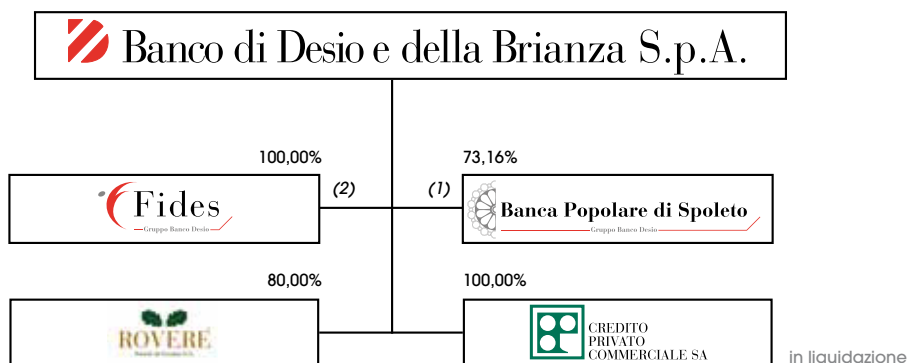 Banco di Desio e della Brianza S.p.A.
100,00%
73,16%
Fides
Gruppo Banco Desio
(2)
(1)
Banca Popolare di Spoleto
Gruppo Banco Desio
80,00%
100,00%
ROVERE
CREDITO
PRIVATO
COMMERCIALE SA
in liquidazione